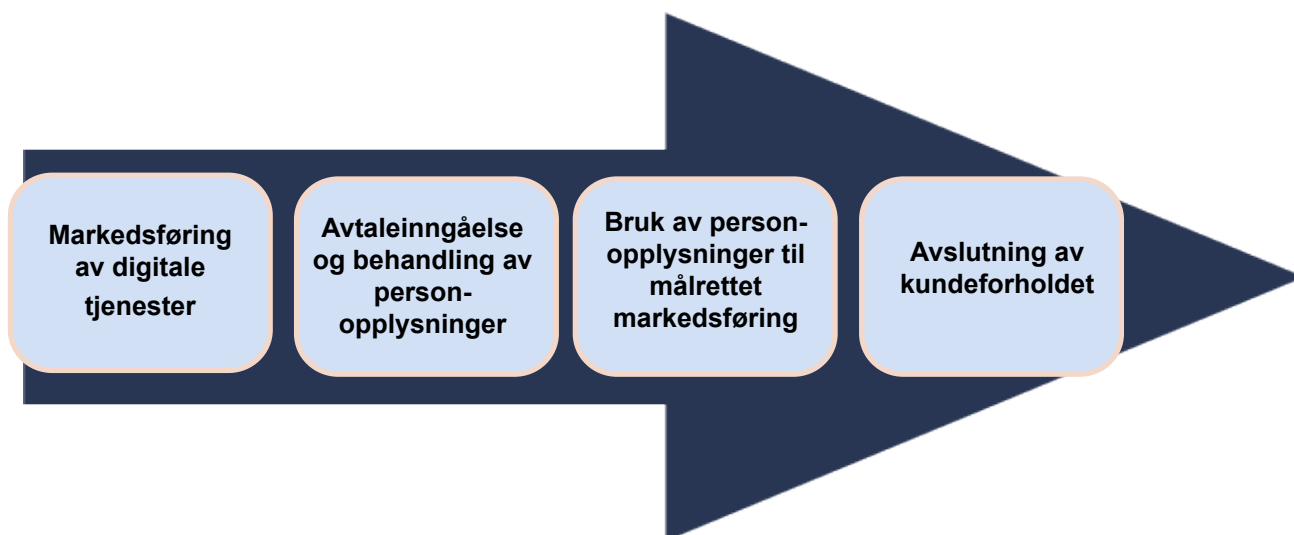 Markedsføring
av digitale
tjenester
Avtaleinngåelse
og behandling av
person-
opplysninger
Bruk av person-
opplysninger til
målrettet
markedsføring
Avslutning av
kundeforholdet